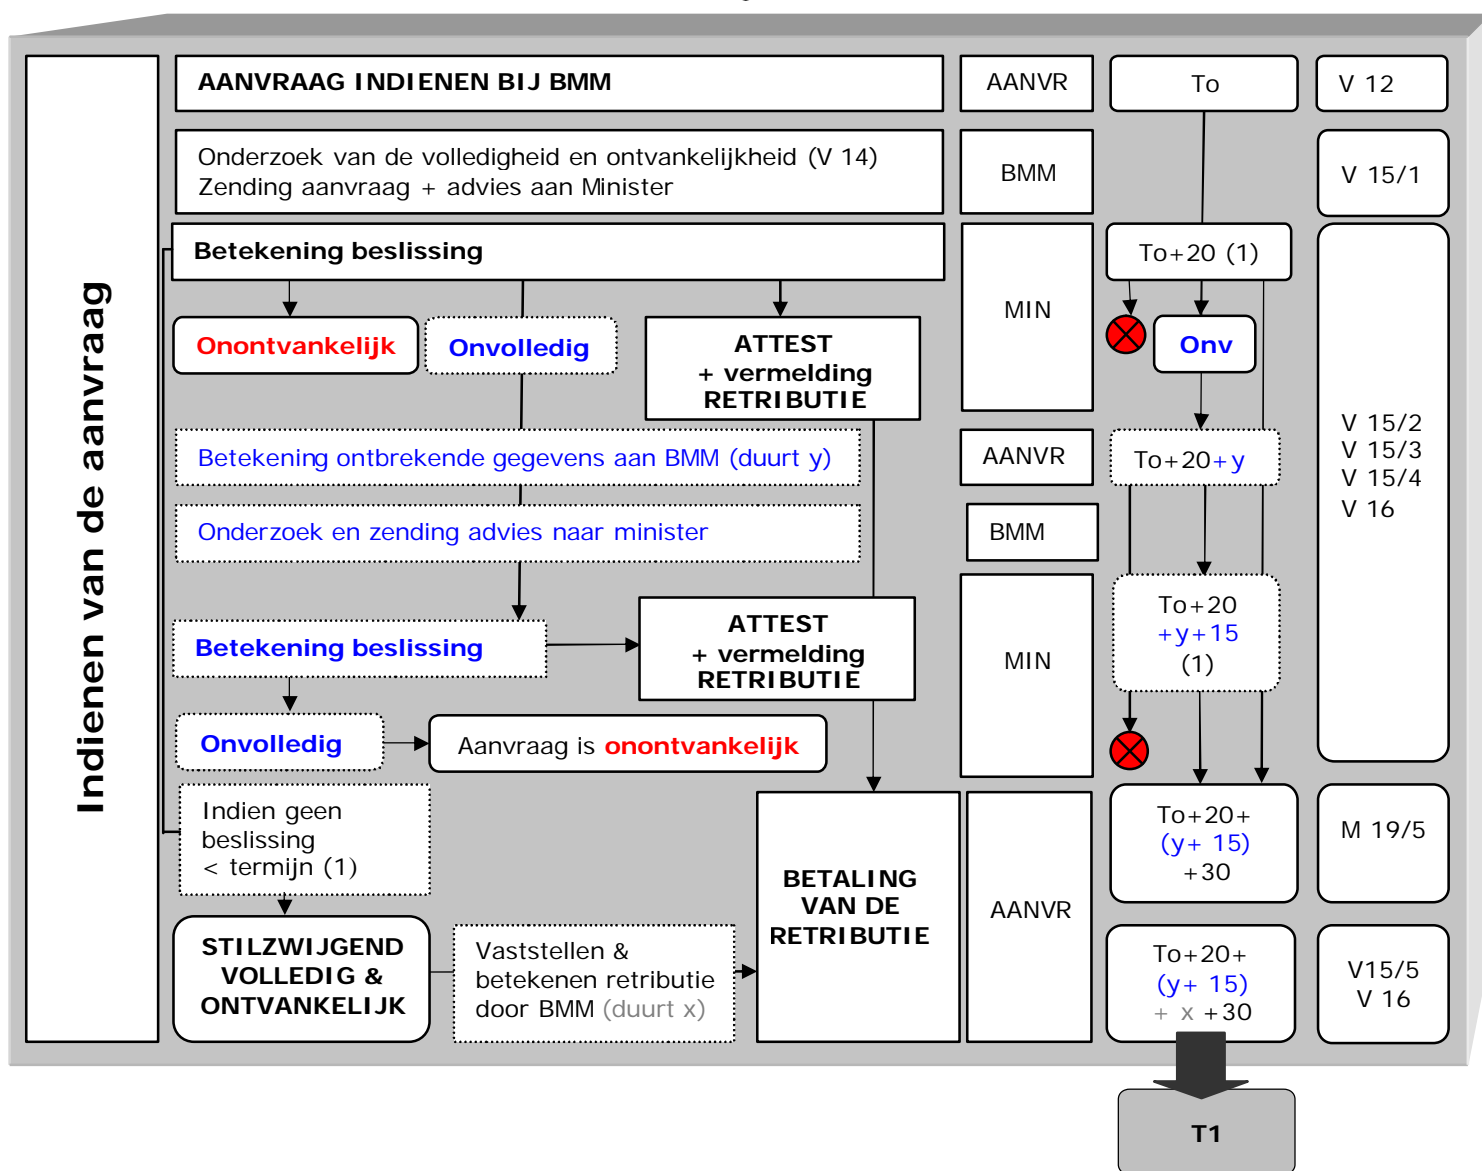 Indienen van de aanvraag
AANVRAAG INDIENEN BIJ BMM
AANVR
To
V 12
Onderzoek van de volledigheid en ontvankelijkheid (V 14)
Zending aanvraag + advies aan Minister
BMM
V 15/1
Betekening beslissing
MIN
To+20 (1)
Onontvankelijk
Onvolledig
ATTEST
+ vermelding
RETRIBUTIE
Onv
V 15/2
V 15/3
V 15/4
V 16
Betekening ontbrekende gegevens aan BMM (duurt y)
AANVR
To+20+y
Onderzoek en zending advies naar minister
BMM
Betekening beslissing
ATTEST
+ vermelding
RETRIBUTIE
MIN
To+20
+y+15
(1)
Onvolledig
Aanvraag is onontvankelijk
Indien geen
beslissing
< termijn (1)
BETALING
VAN DE
RETRIBUTIE
AANVR
To+20+
(y+ 15)
+30
M 19/5
STILZWIJGEND
VOLLEDIG &
ONTVANKELIJK
Vaststellen &
betekenen retributie
door BMM (duurt x)
To+20+
(y+ 15)
+ x +30
V15/5
V 16
T1